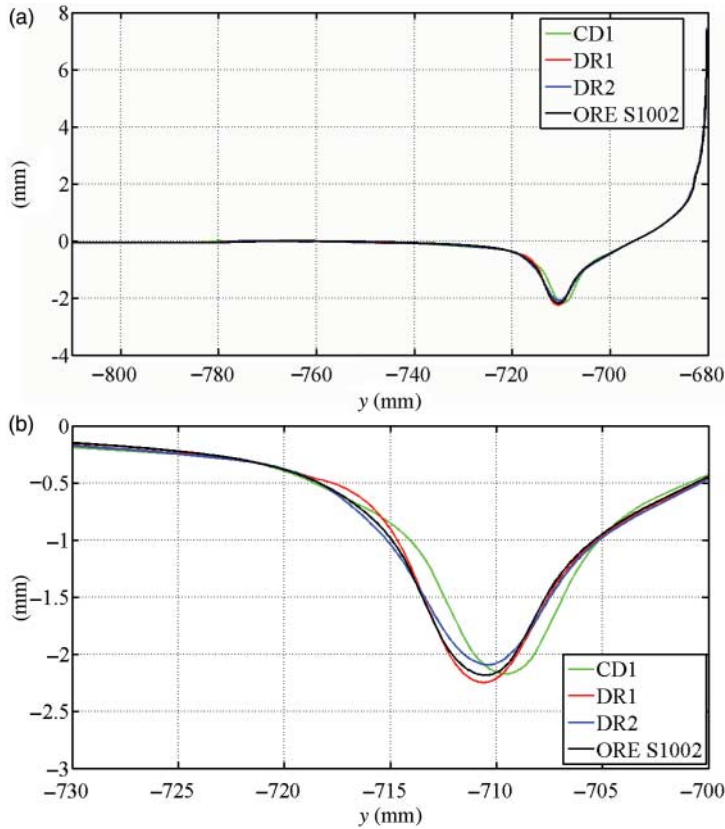 (a)
8
6
4
2
0
−2
−4
(mm)
CD1
DR1
DR2
ORE S1002
−800 −780 −760 −740 −720 −700 −680
y (mm)
(b)
0
−0.5
−1
−1.5
−2
−2.5
−3
(mm)
CD1
DR1
DR2
ORE S1002
−730 −725 −720 −715 −710 −705 −700
y (mm)